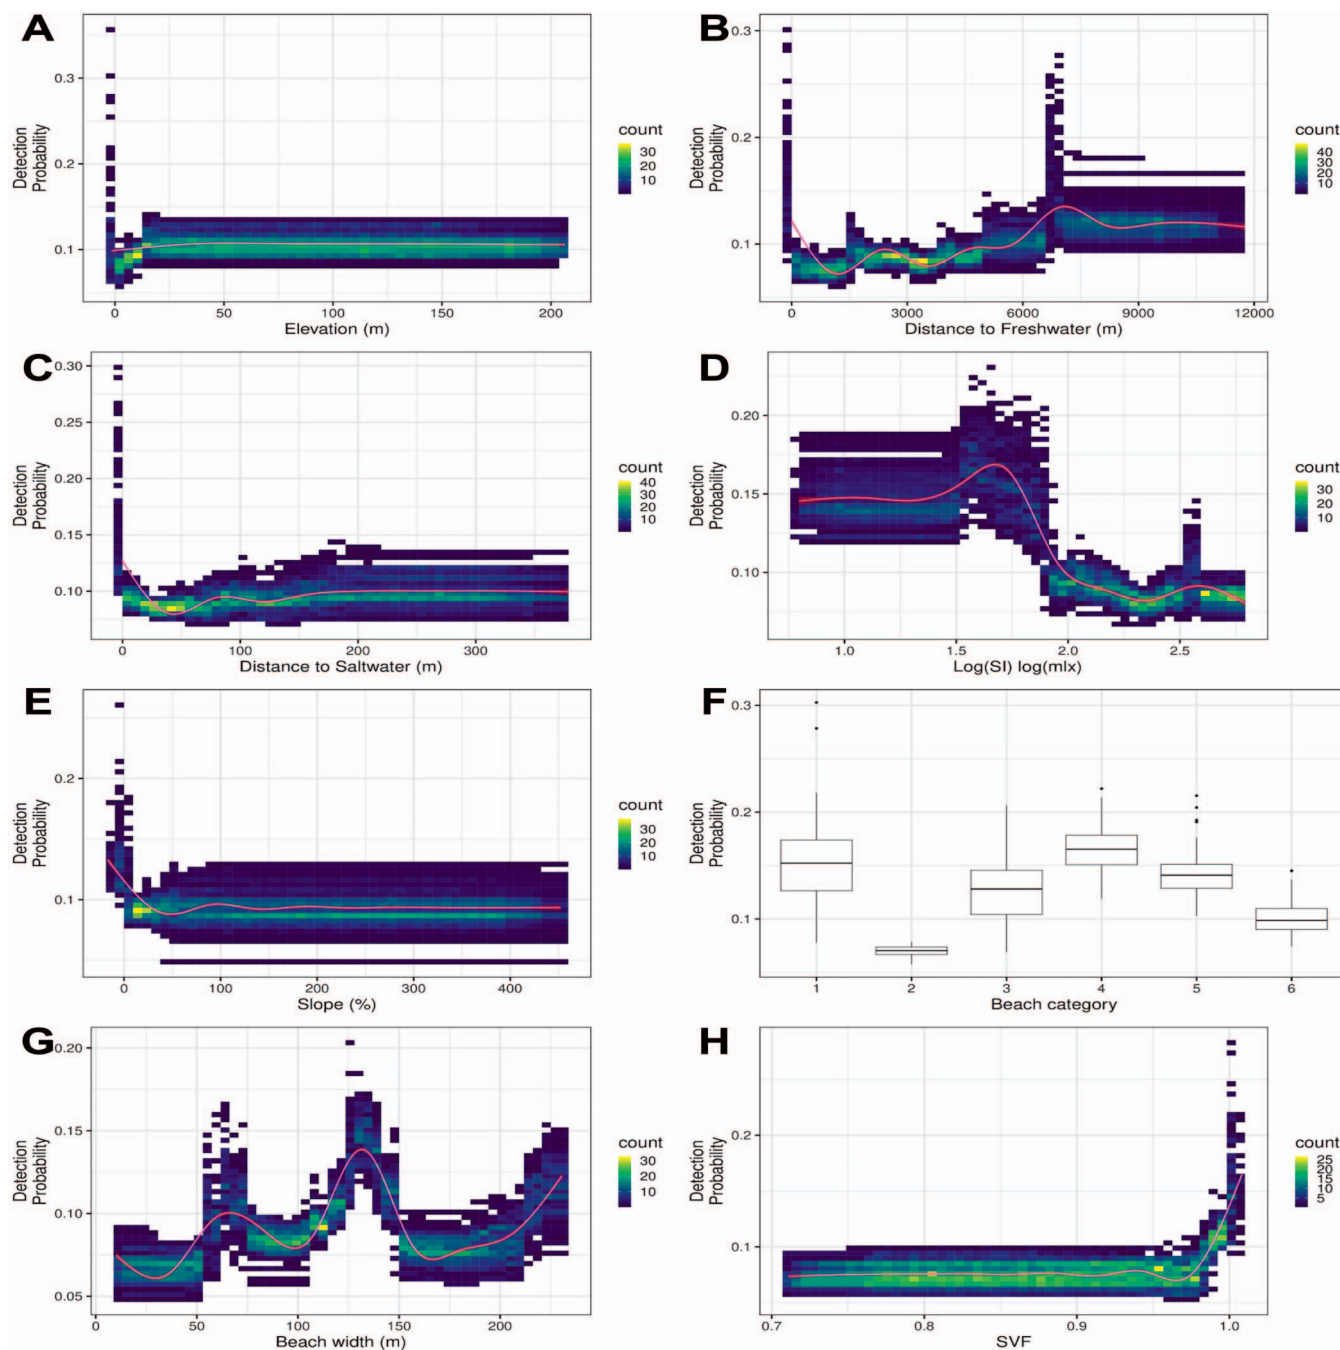 A
Detection
Probability
0.3
0.2
0.1
0
50
100
150
200
Elevation (m)
count
30
20
10
B
Detection
Probability
0.3
0.2
0.1
0
3000
6000
9000
12000
Distance to Freshwater (m)
count
40
30
20
10
C
Detection
Probability
0.30
0.25
0.20
0.15
0.10
0
100
200
300
Distance to Saltwater (m)
count
40
30
20
10
D
Detection
Probability
0.20
0.15
0.10
1.0
1.5
2.0
2.5
Log(SI) log(mlx)
count
30
20
10
E
Detection
Probability
0.2
0.1
0
100
200
300
400
Slope (%)
count
30
20
10
F
Detection
Probability
0.3
0.2
0.1
1
2
3
4
5
6
Beach category
G
Detection
Probability
0.20
0.15
0.10
0.05
0
50
100
150
200
Beach width (m)
count
30
20
10
H
Detection
Probability
0.2
0.1
0.7
0.8
0.9
1.0
SVF
count
25
20
15
10
5